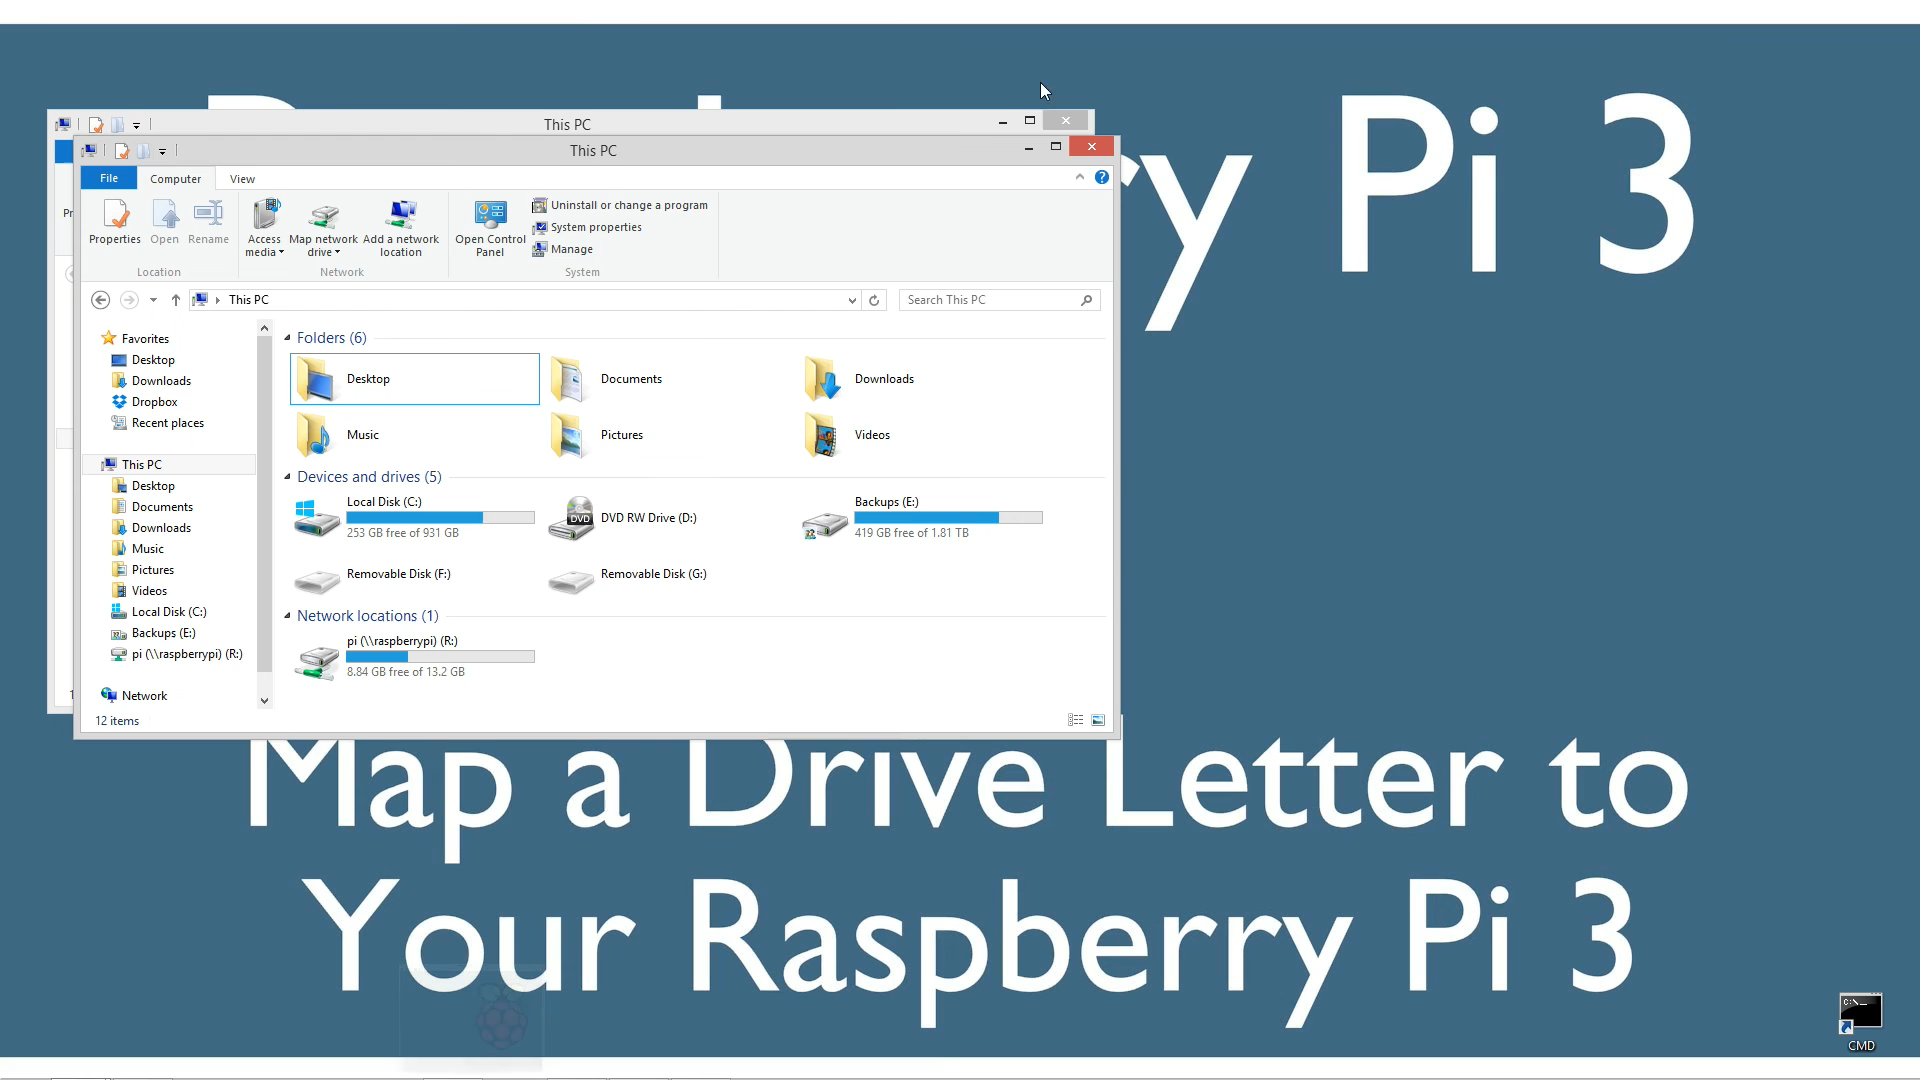 y Pi 3
This PC
This PC
File Computer View
Properties Open Rename Access media Map network drive Add a network location Open Control Panel Uninstall or change a program
System properties
Manage
Location Network System
This PC Search This PC
Favorites
Desktop
Downloads
Dropbox
Recent places
This PC
Desktop
Documents
Downloads
Music
Pictures
Videos
Local Disk (C:)
Backups (E:)
pi (\\raspberrypi) (R:)
Network
Folders (6)
Desktop Documents Downloads
Music Pictures Videos
Devices and drives (5)
Local Disk (C:)
253 GB free of 931 GB
DVD RW Drive (D:)
Backups (E:)
419 GB free of 1.81 TB
Removable Disk (F:) Removable Disk (G:)
Network locations (1)
pi (\\raspberrypi) (R:)
8.84 GB free of 13.2 GB
12 items
Map a Drive Letter to
Your Raspberry Pi 3
CMD